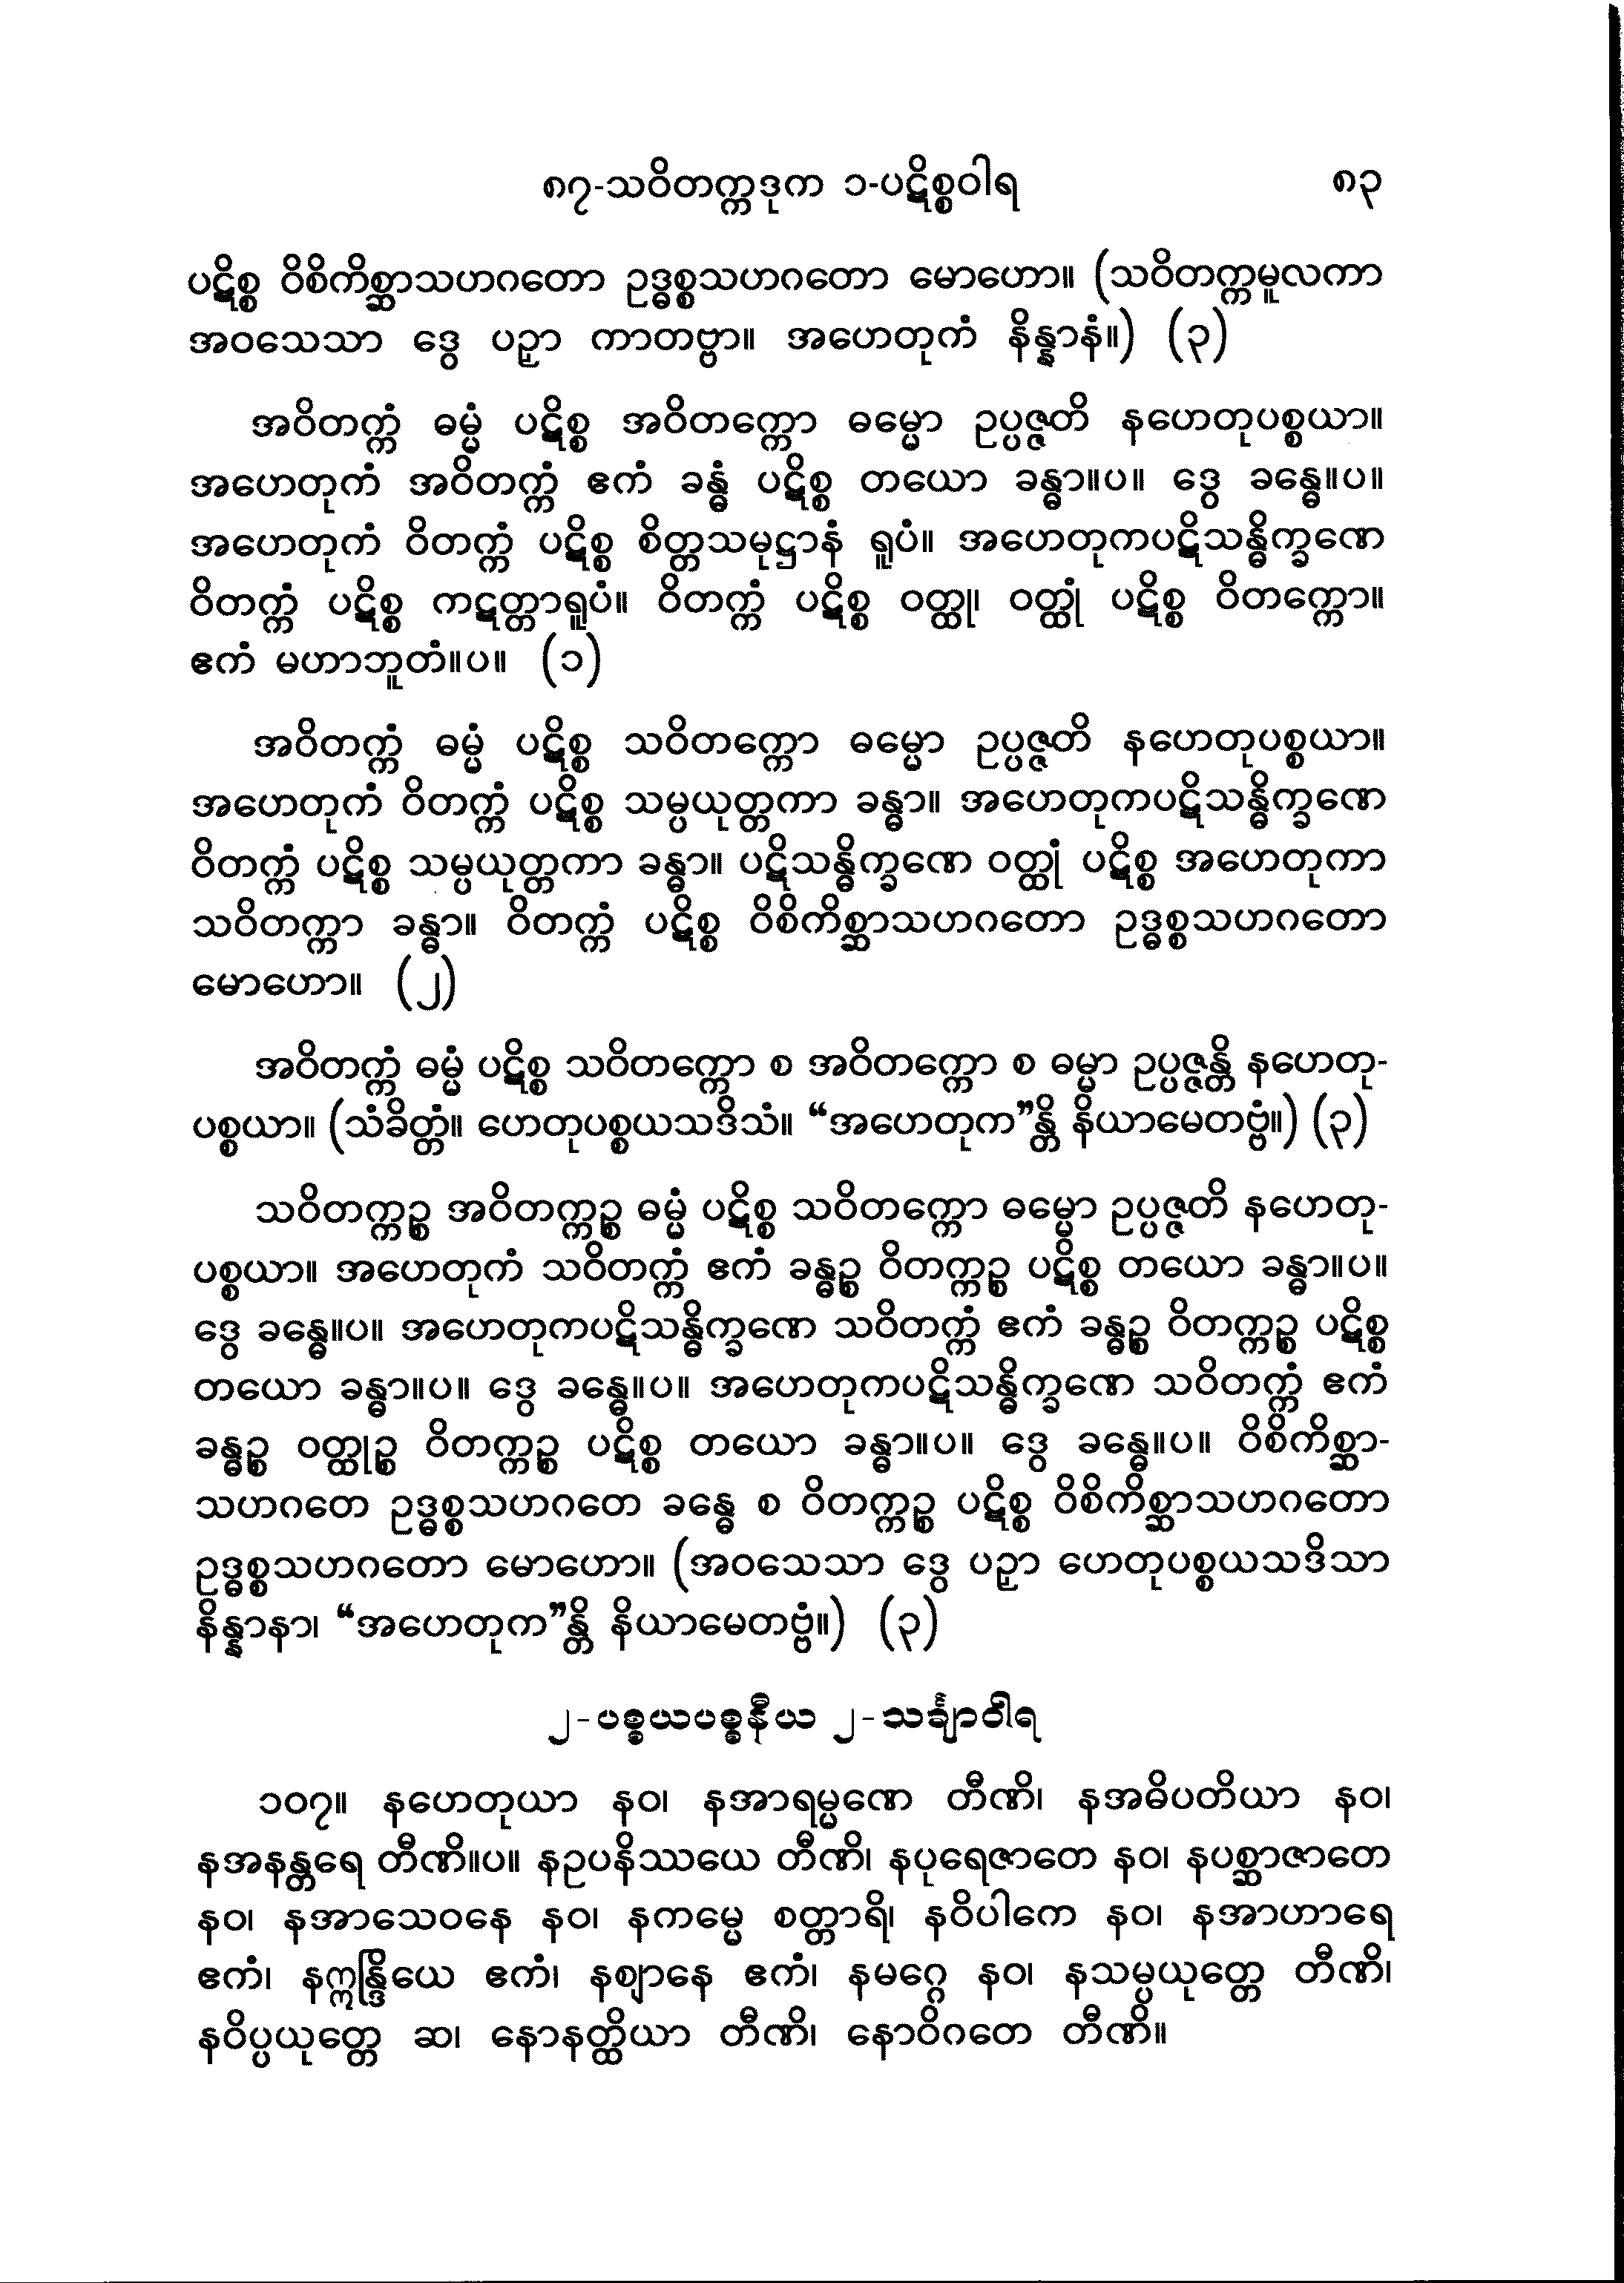 ၈၇-သဝိတက္ကဒုက ၁-ပဋိစ္စဝါရ ၈၃
ပဋိစ္စ ဝိစိကိစ္ဆာသဟဂတော ဥဒ္ဓစ္စသဟဂတော မောဟော။ (သဝိတက္ကမူလကာ
အဝသေသာ ဒွေ ပဉှာ ကာတဗ္ဗာ။ အဟေတုကံ နိန္နာနံ။) (၃)
အဝိတက္ကံ ဓမ္မံ ပဋိစ္စ အဝိတက္ကော ဓမ္မော ဥပ္ပဇ္ဇတိ နဟေတုပစ္စယာ။
အဟေတုကံ အဝိတက္ကံ ဧကံ ခန္ဓံ ပဋိစ္စ တယော ခန္ဓာ။ပ။ ဒွေ ခန္ဓေ။ပ။
အဟေတုကံ ဝိတက္ကံ ပဋိစ္စ စိတ္တသမုဋ္ဌာနံ ရူပံ။ အဟေတုကပဋိသန္ဓိက္ခဏေ
ဝိတက္ကံ ပဋိစ္စ ကဋတ္တာရူပံ။ ဝိတက္ကံ ပဋိစ္စ ဝတ္ထု၊ ဝတ္ထုံ ပဋိစ္စ ဝိတက္ကော။
ဧကံ မဟာဘူတံ။ပ။ (၁)
အဝိတက္ကံ ဓမ္မံ ပဋိစ္စ သဝိတက္ကော ဓမ္မော ဥပ္ပဇ္ဇတိ နဟေတုပစ္စယာ။
အဟေတုကံ ဝိတက္ကံ ပဋိစ္စ သမ္ပယုတ္တကာ ခန္ဓာ။ အဟေတုကပဋိသန္ဓိက္ခဏေ
ဝိတက္ကံ ပဋိစ္စ သမ္ပယုတ္တကာ ခန္ဓာ။ ပဋိသန္ဓိက္ခဏေ ဝတ္ထုံ ပဋိစ္စ အဟေတုကာ
သဝိတက္ကာ ခန္ဓာ။ ဝိတက္ကံ ပဋိစ္စ ဝိစိကိစ္ဆာသဟဂတော ဥဒ္ဓစ္စသဟဂတော
မောဟော။ (၂)
အဝိတက္ကံ ဓမ္မံ ပဋိစ္စ သဝိတက္ကော စ အဝိတက္ကော စ ဓမ္မာ ဥပ္ပဇ္ဇန္တိ နဟေတု-
ပစ္စယာ။ (သံခိတ္တံ။ ဟေတုပစ္စယသဒိသံ။ “အဟေတုက”န္တိ နိယာမေတဗ္ဗံ။) (၃)
သဝိတက္ကဉ္စ အဝိတက္ကဉ္စ ဓမ္မံ ပဋိစ္စ သဝိတက္ကော ဓမ္မော ဥပ္ပဇ္ဇတိ နဟေတု-
ပစ္စယာ။ အဟေတုကံ သဝိတက္ကံ ဧကံ ခန္ဓဉ္စ ဝိတက္ကဉ္စ ပဋိစ္စ တယော ခန္ဓာ။ပ။
ဒွေ ခန္ဓေ။ပ။ အဟေတုကပဋိသန္ဓိက္ခဏေ သဝိတက္ကံ ဧကံ ခန္ဓဉ္စ ဝိတက္ကဉ္စ ပဋိစ္စ
တယော ခန္ဓာ။ပ။ ဒွေ ခန္ဓေ။ပ။ အဟေတုကပဋိသန္ဓိက္ခဏေ သဝိတက္ကံ ဧကံ
ခန္ဓဉ္စ ဝတ္ထုဉ္စ ဝိတက္ကဉ္စ ပဋိစ္စ တယော ခန္ဓာ။ပ။ ဒွေ ခန္ဓေ။ပ။ ဝိစိကိစ္ဆာ-
သဟဂတေ ဥဒ္ဓစ္စသဟဂတေ ခန္ဓေ စ ဝိတက္ကဉ္စ ပဋိစ္စ ဝိစိကိစ္ဆာသဟဂတော
ဥဒ္ဓစ္စသဟဂတော မောဟော။ (အဝသေသာ ဒွေ ပဉှာ ဟေတုပစ္စယသဒိသာ
နိန္နာနာ၊ “အဟေတုက”န္တိ နိယာမေတဗ္ဗံ။) (၃)
၂-ပစ္စယပစ္စနီယ ၂-သင်္ချာဝါရ
၁၀၇။ နဟေတုယာ နဝ၊ နအာရမ္မဏေ တီဏိ၊ နအဓိပတိယာ နဝ၊
နအနန္တရေ တီဏိ။ပ။ နဥပနိဿယေ တီဏိ၊ နပုရေဇာတေ နဝ၊ နပစ္ဆာဇာတေ
နဝ၊ နအာသေဝနေ နဝ၊ နကမ္မေ စတ္တာရိ၊ နဝိပါကေ နဝ၊ နအာဟာရေ
ဧကံ၊ နဣန္ဒြိယေ ဧကံ၊ နဈာနေ ဧကံ၊ နမဂ္ဂေ နဝ၊ နသမ္ပယုတ္တေ တီဏိ၊
နဝိပ္ပယုတ္တေ ဆ၊ နောနတ္ထိယာ တီဏိ၊ နောဝိဂတေ တီဏိ။